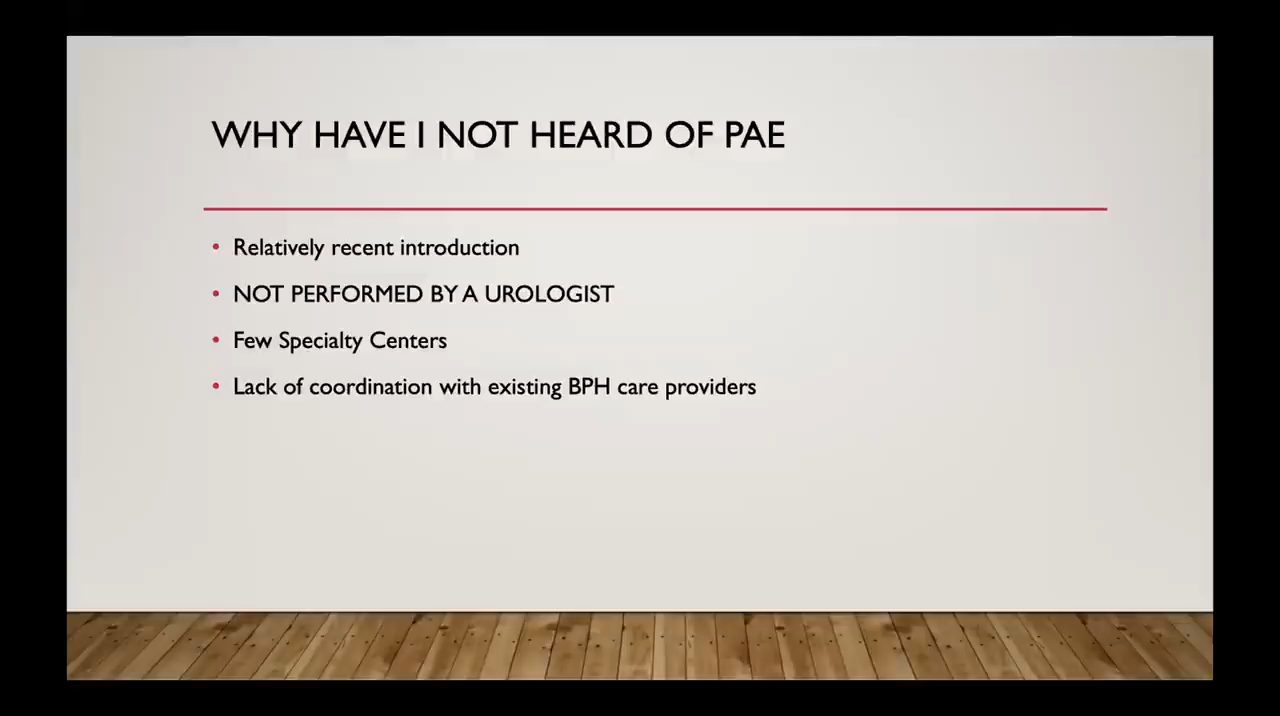 WHY HAVE I NOT HEARD OF PAE
• Relatively recent introduction
• NOT PERFORMED BY A UROLOGIST
• Few Specialty Centers
• Lack of coordination with existing BPH care providers